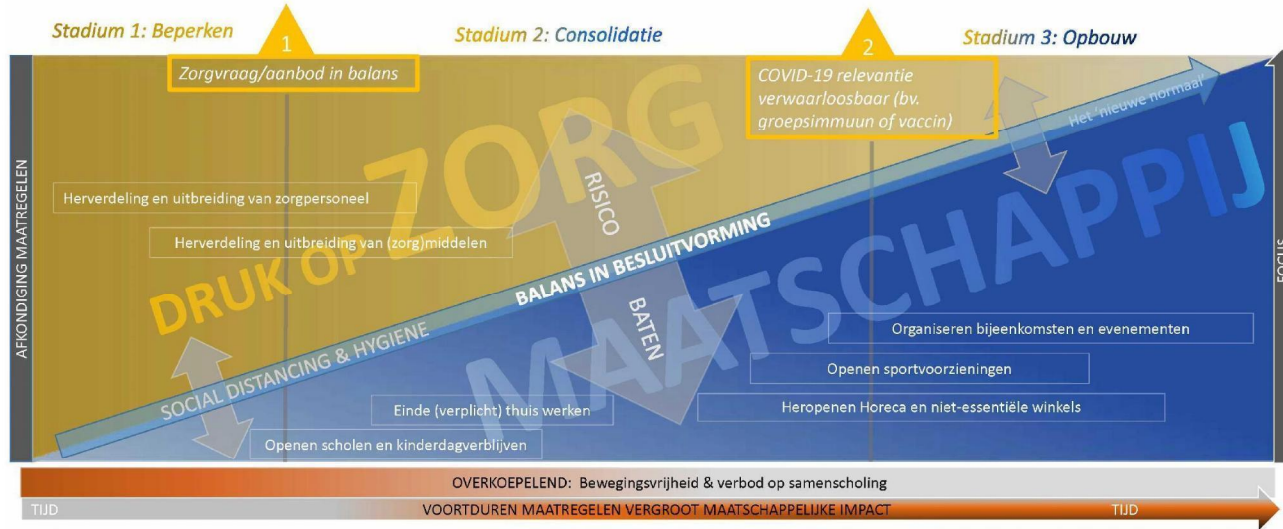 Stadium 1: Beperken
Stadium 2: Consolidatie
Stadium 3: Opbouw
1
2
Zorgvraag/aanbod in balans
COVID-19 relevantie
verwaarloosbaar (bv.
groepsimmuun of vaccin)
AFKONDIGING MAATREGELEN
FOCUS
DRUK OP ZORG
MAATSCHAPPIJ
Het 'nieuwe normaal'
RISICO
BATEN
BALANS IN BESLUITVORMING
SOCIAL DISTANCING & HYGIENE
Herverdeling en uitbreiding van zorgpersoneel
Herverdeling en uitbreiding van (zorg)middelen
Organiseren bijeenkomsten en evenementen
Openen sportvoorzieningen
Heropenen Horeca en niet-essentiële winkels
Einde (verplicht) thuis werken
Openen scholen en kinderdagverblijven
OVERKOEPELEND: Bewegingsvrijheid & verbod op samenscholing
TIJD
VOORTDUREN MAATREGELEN VERGROOT MAATSCHAPPELIJKE IMPACT
TIJD